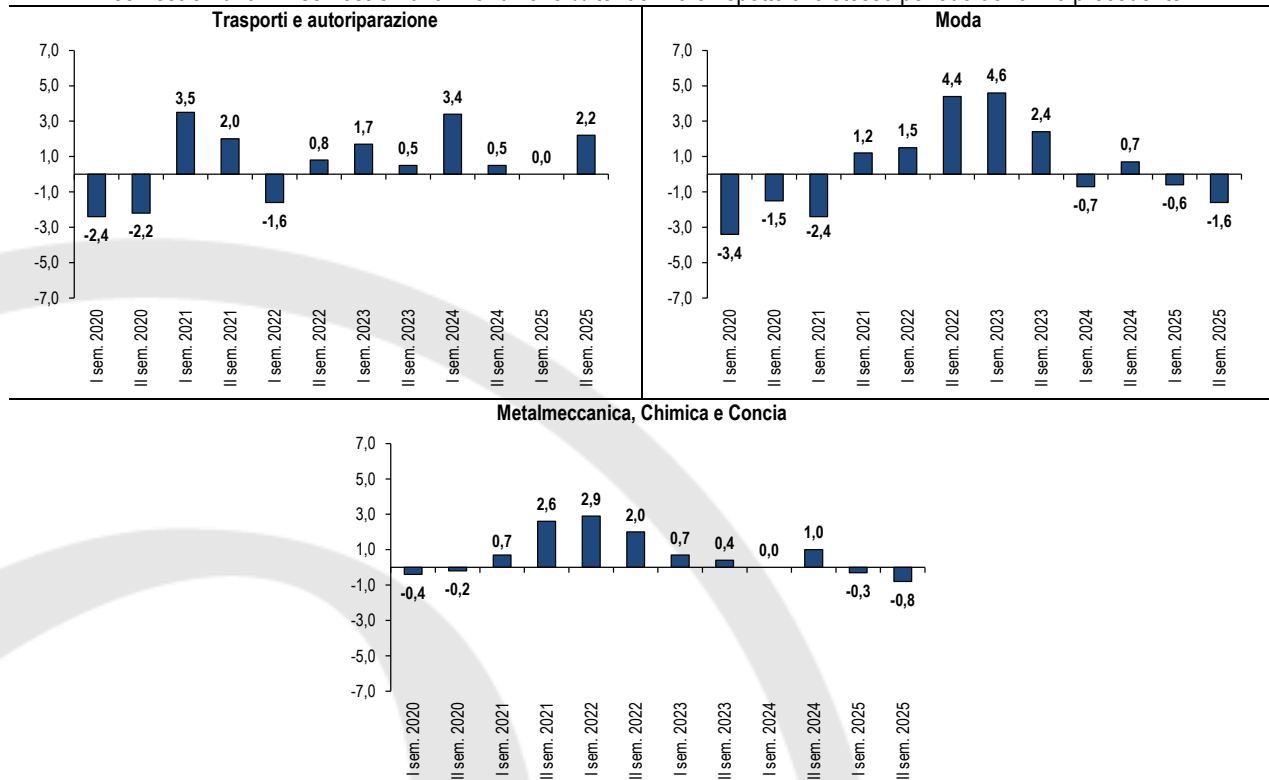 Trasporti e autoriparazione
7,0
5,0
3,0
1,0
-1,0
-3,0
-5,0
-7,0
-2,4
-2,2
3,5
2,0
-1,6
0,8
1,7
0,5
3,4
0,5
0,0
2,2
I sem. 2020
II sem. 2020
I sem. 2021
II sem. 2021
I sem. 2022
II sem. 2022
I sem. 2023
II sem. 2023
I sem. 2024
II sem. 2024
I sem. 2025
II sem. 2025
Moda
7,0
5,0
3,0
1,0
-1,0
-3,0
-5,0
-7,0
-3,4
-1,5
-2,4
1,2
1,5
4,4
4,6
2,4
-0,7
0,7
-0,6
-1,6
I sem. 2020
II sem. 2020
I sem. 2021
II sem. 2021
I sem. 2022
II sem. 2022
I sem. 2023
II sem. 2023
I sem. 2024
II sem. 2024
I sem. 2025
II sem. 2025
Metalmeccanica, Chimica e Concia
7,0
5,0
3,0
1,0
-1,0
-3,0
-5,0
-7,0
-0,4
-0,2
0,7
2,6
2,9
2,0
0,7
0,4
0,0
1,0
-0,3
-0,8
I sem. 2020
II sem. 2020
I sem. 2021
II sem. 2021
I sem. 2022
II sem. 2022
I sem. 2023
II sem. 2023
I sem. 2024
II sem. 2024
I sem. 2025
II sem. 2025